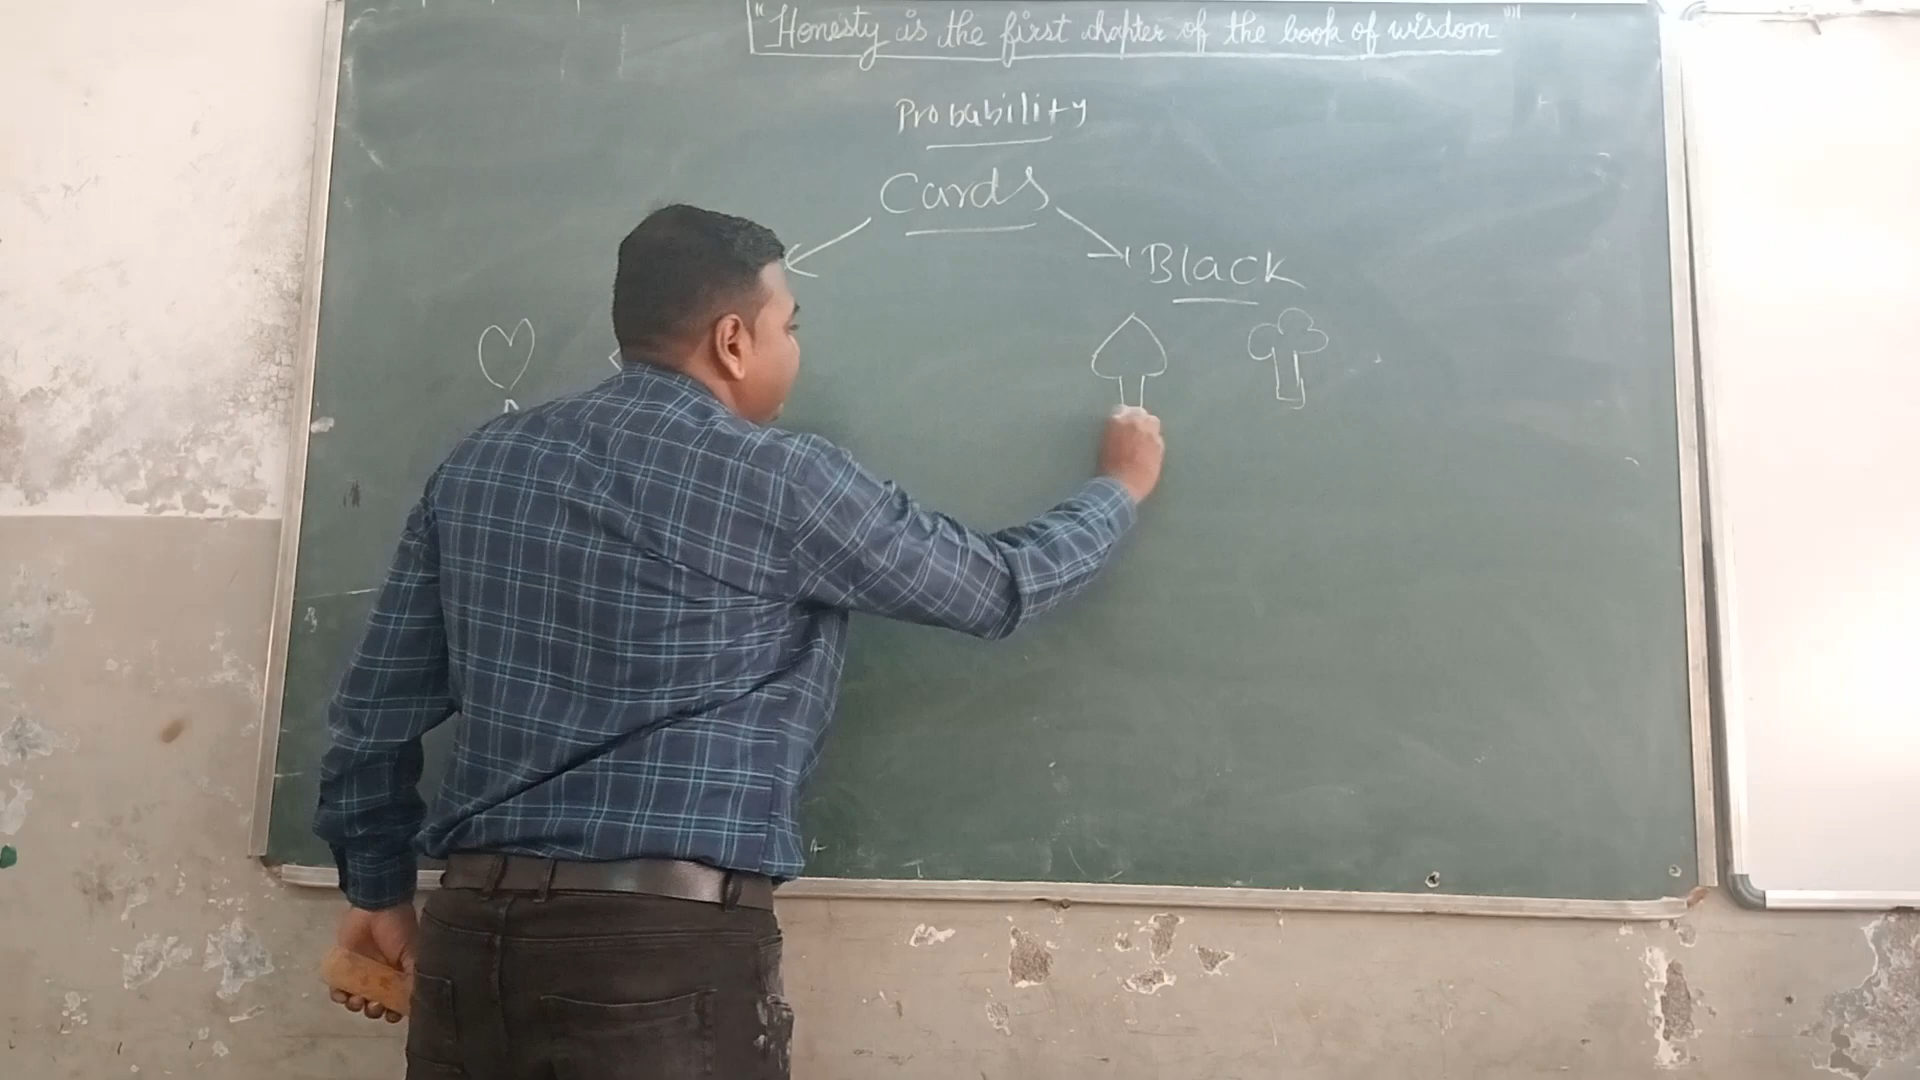 "Honesty is the first chapter of the book of wisdom"
Probability
Cards
Black